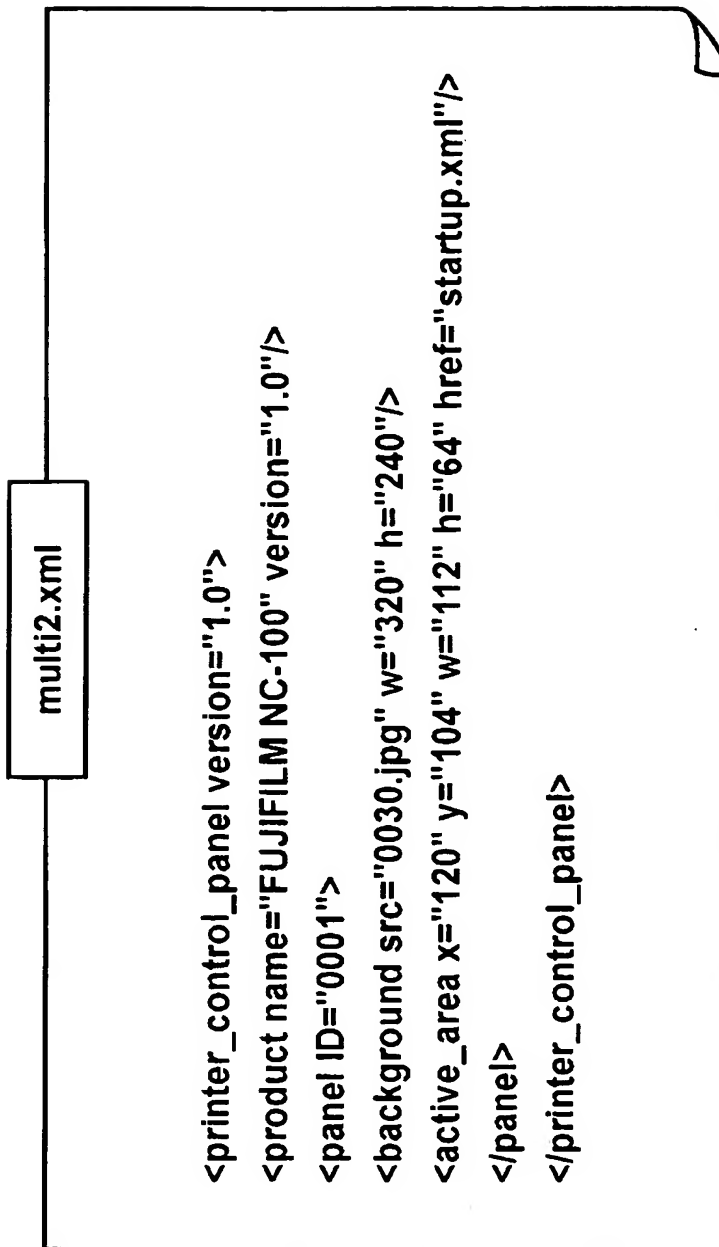 multi2.xml
<printer_control_panel version="1.0">
<product name="FUJIFILM NC-100" version="1.0"/>
<panel ID="0001">
<background src="0030.jpg" w="320" h="240"/>
<active_area x="120" y="104" w="112" h="64" href="startup.xml"/>
</panel>
</printer_control_panel>